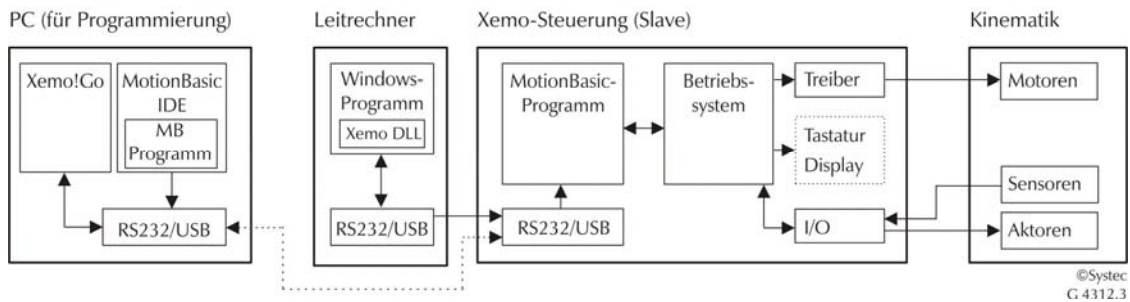 PC (für Programmierung)
Leitrechner
Xemo-Steuerung (Slave)
Kinematik
Xemo!Go
MotionBasic
IDE
MB
Programm
RS232/USB
Windows-
Programm
Xemo DLL
RS232/USB
MotionBasic-
Programm
RS232/USB
Betriebs-
system
Treiber
Tastatur
Display
I/O
Motoren
Sensoren
Aktoren
©Systec
G 4312.3